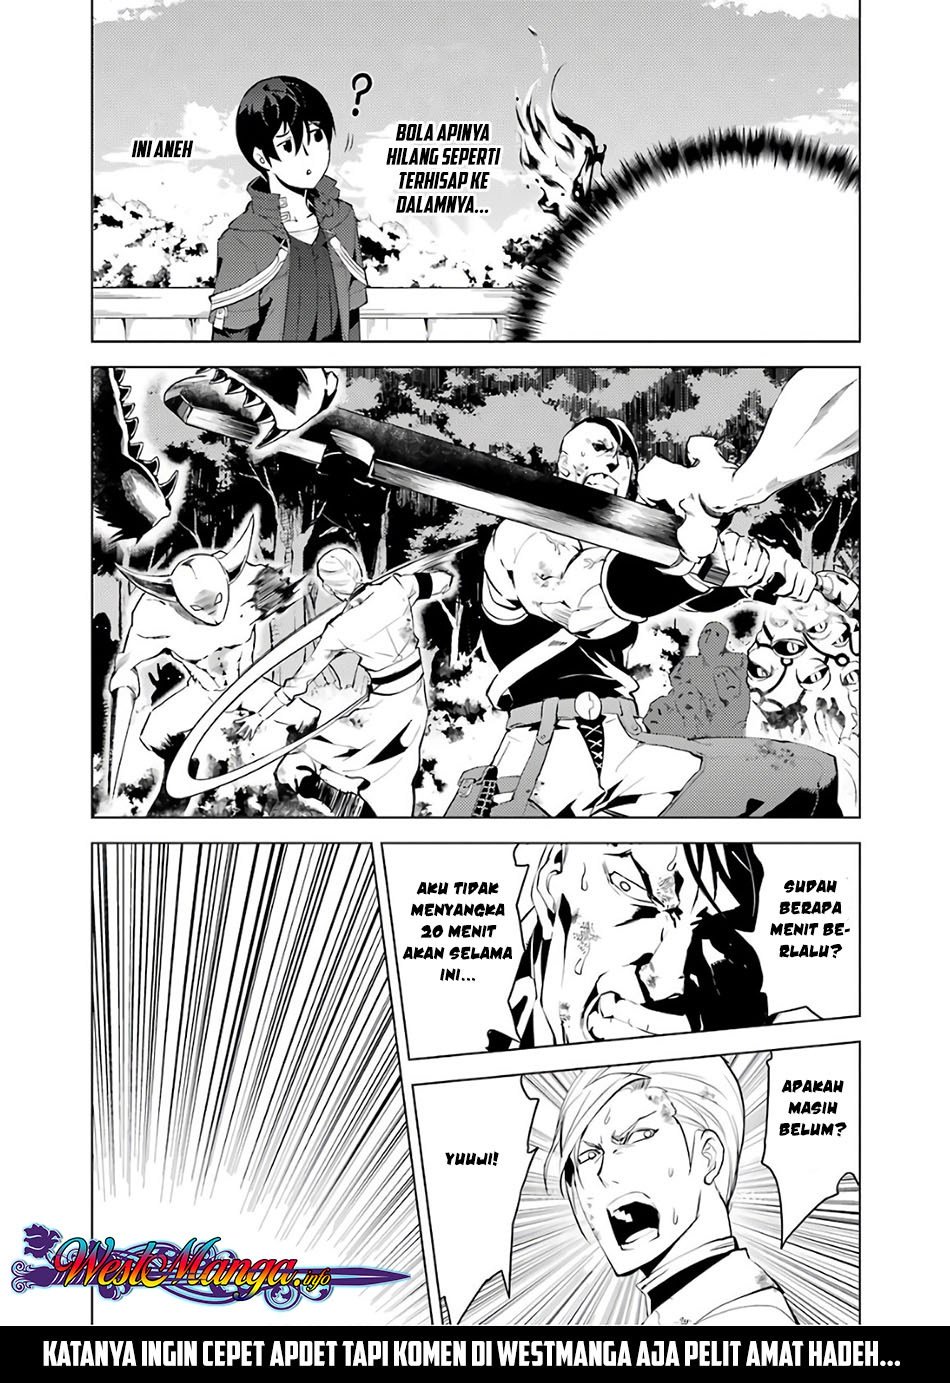 ?
INI ANEH
BOLA APINYA
HILANG SEPERTI
TERHISAP KE
DALAMNYA...
SUDAH
BERAPA
MENIT BE-
RLALU?
AKU TIDAK
MENYANGKA
20 MENIT
AKAN SELAMA
INI...
APAKAH
MASIH
BELUM?
YUUJI!
WestManga.info
KATANYA INGIN CEPET APDET TAPI KOMEN DI WESTMANGA AJA PELIT AMAT HADEH...